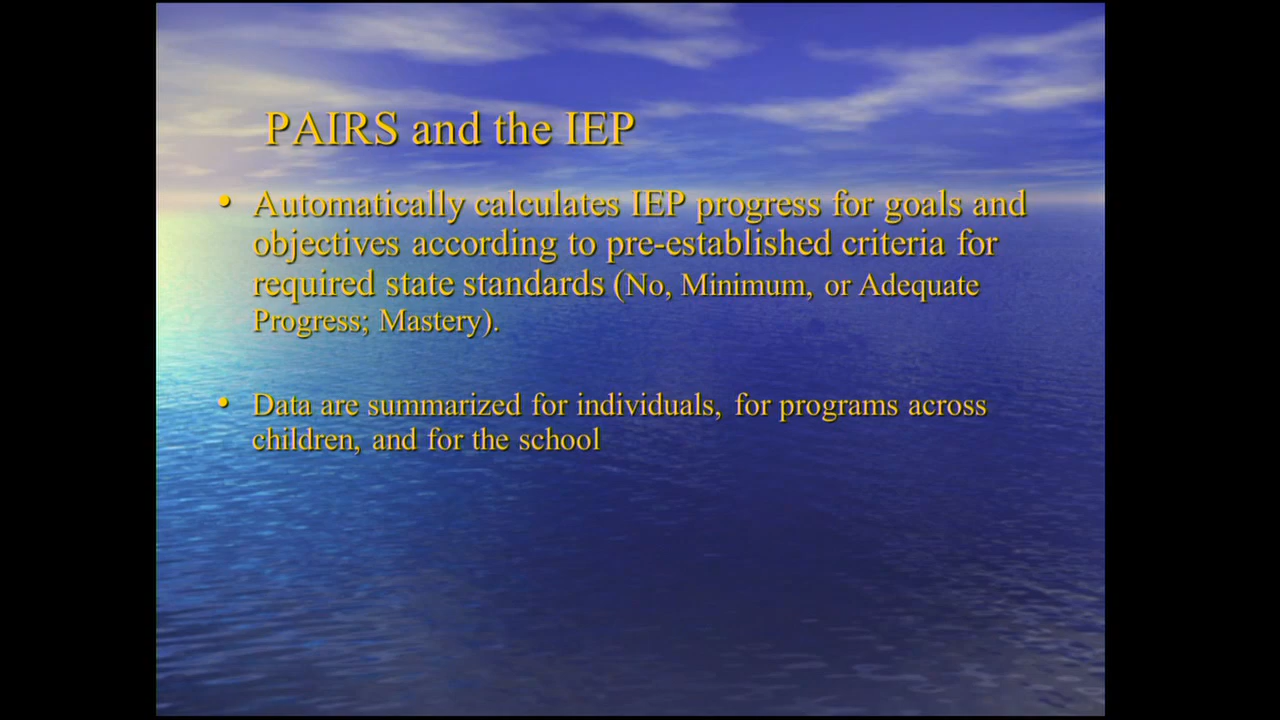 PAIRS and the IEP
• Automatically calculates IEP progress for goals and
objectives according to pre-established criteria for
required state standards (No, Minimum, or Adequate
Progress; Mastery).
• Data are summarized for individuals, for programs across
children, and for the school